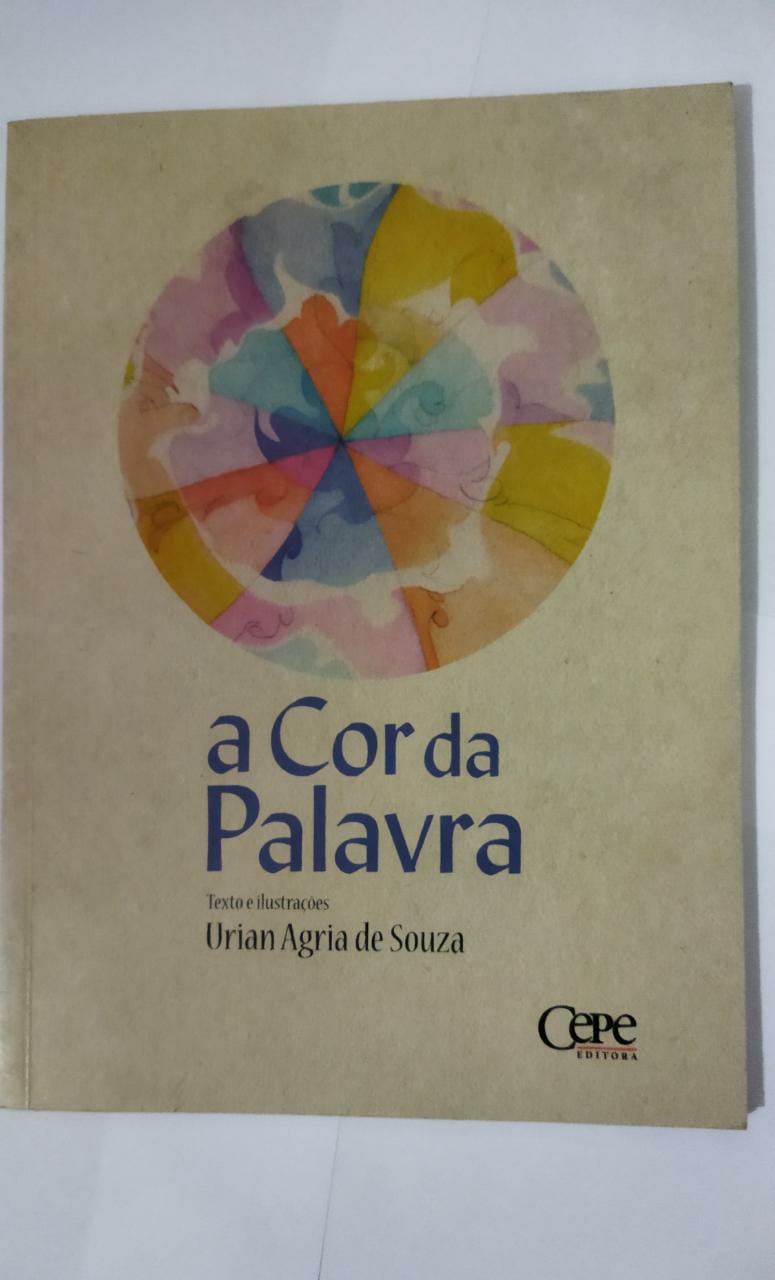 a Cor da
Palavra
Texto e ilustrações
Urian Agria de Souza
Cepe
EDITORA